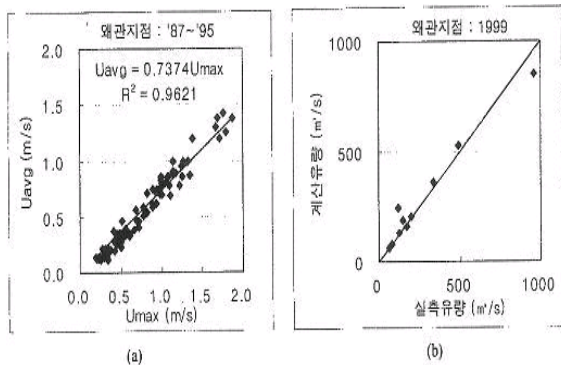 왜관지점 : '87~'95
Uavg = 0.7374Umax
R² = 0.9621
Uavg (m/s)
2.0
1.5
1.0
0.5
0.0
0.0 0.5 1.0 1.5 2.0
Umax (m/s)
(a)
왜관지점 : 1999
계산유량 (㎥/s)
1000
500
0
0 500 1000
실측유량 (㎥/s)
(b)